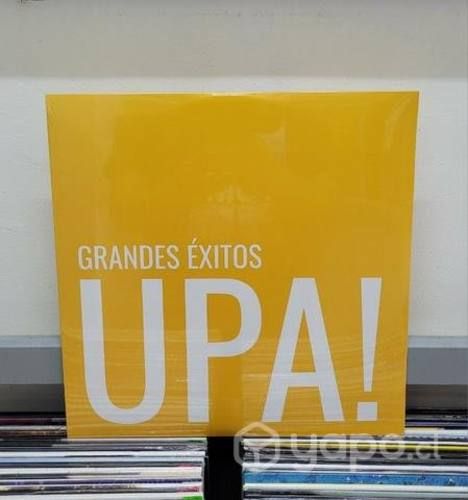 GRANDES ÉXITOS
UPA!
yapo.cl